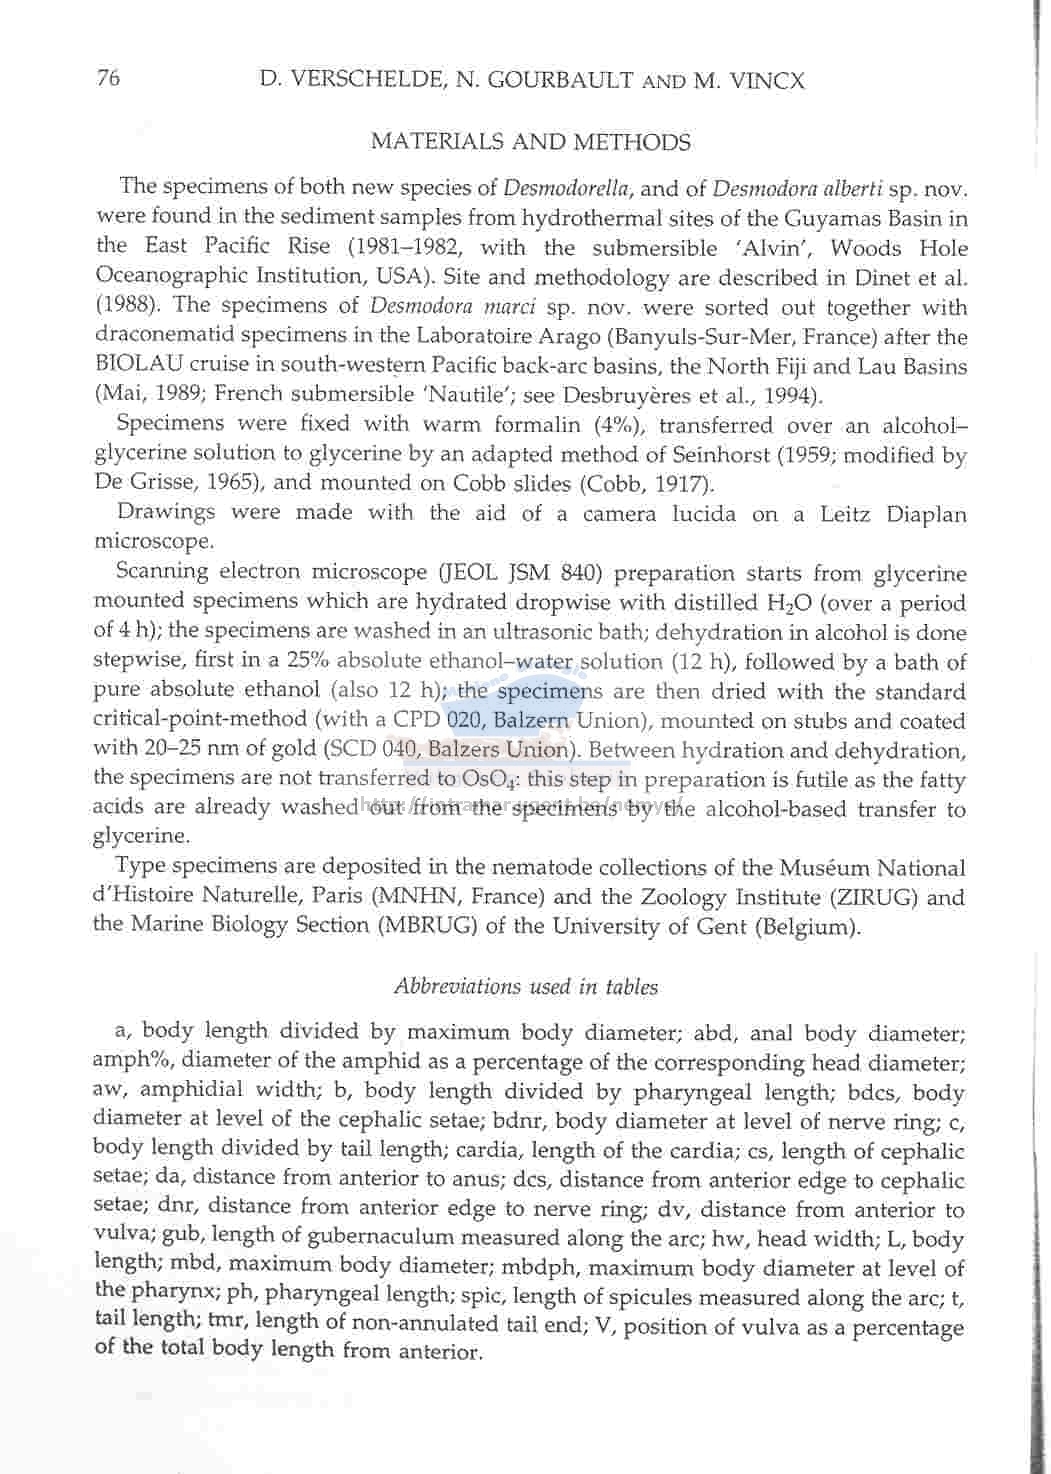 76
D. VERSCHELDE, N. GOURBAULT AND M. VINCX
MATERIALS AND METHODS
The specimens of both new species of Desmodorella, and of Desmodora alberti sp. nov.
were found in the sediment samples from hydrothermal sites of the Guyamas Basin in
the East Pacific Rise (1981–1982, with the submersible ‘Alvin’, Woods Hole
Oceanographic Institution, USA). Site and methodology are described in Dinet et al.
(1988). The specimens of Desmodora marci sp. nov. were sorted out together with
draconematid specimens in the Laboratoire Arago (Banyuls-Sur-Mer, France) after the
BIOLAU cruise in south-western Pacific back-arc basins, the North Fiji and Lau Basins
(Mai, 1989; French submersible ‘Nautile’; see Desbruyères et al., 1994).
Specimens were fixed with warm formalin (4%), transferred over an alcohol–
glycerine solution to glycerine by an adapted method of Seinhorst (1959; modified by
De Grisse, 1965), and mounted on Cobb slides (Cobb, 1917).
Drawings were made with the aid of a camera lucida on a Leitz Diaplan
microscope.
Scanning electron microscope (JEOL JSM 840) preparation starts from glycerine
mounted specimens which are hydrated dropwise with distilled H₂O (over a period
of 4 h); the specimens are washed in an ultrasonic bath; dehydration in alcohol is done
stepwise, first in a 25% absolute ethanol–water solution (12 h), followed by a bath of
pure absolute ethanol (also 12 h); the specimens are then dried with the standard
critical-point-method (with a CPD 020, Balzern Union), mounted on stubs and coated
with 20–25 nm of gold (SCD 040, Balzers Union). Between hydration and dehydration,
the specimens are not transferred to OsO₄: this step in preparation is futile as the fatty
acids are already washed out from the specimens by the alcohol-based transfer to
http://intramar.ugent.be/nemys/
glycerine.
Type specimens are deposited in the nematode collections of the Muséum National
d’Histoire Naturelle, Paris (MNHN, France) and the Zoology Institute (ZIRUG) and
the Marine Biology Section (MBRUG) of the University of Gent (Belgium).
Abbreviations used in tables
a, body length divided by maximum body diameter; abd, anal body diameter;
amph%, diameter of the amphid as a percentage of the corresponding head diameter;
aw, amphidial width; b, body length divided by pharyngeal length; bdcs, body
diameter at level of the cephalic setae; bdnr, body diameter at level of nerve ring; c,
body length divided by tail length; cardia, length of the cardia; cs, length of cephalic
setae; da, distance from anterior to anus; dcs, distance from anterior edge to cephalic
setae; dnr, distance from anterior edge to nerve ring; dv, distance from anterior to
vulva; gub, length of gubernaculum measured along the arc; hw, head width; L, body
length; mbd, maximum body diameter; mbdph, maximum body diameter at level of
the pharynx; ph, pharyngeal length; spic, length of spicules measured along the arc; t,
tail length; tmr, length of non-annulated tail end; V, position of vulva as a percentage
of the total body length from anterior.